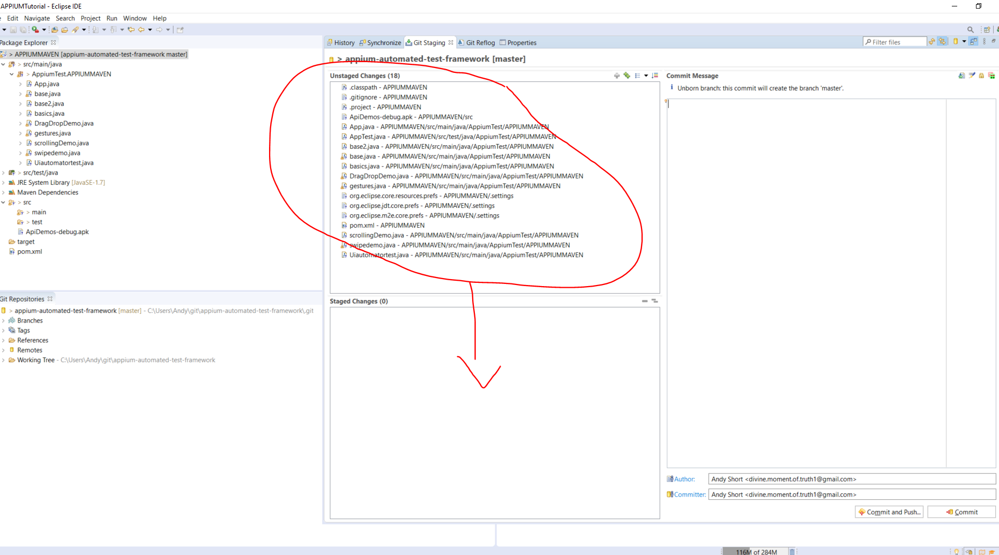 APPIUMTutorial - Eclipse IDE
Edit Navigate Search Project Run Window Help
Package Explorer
> APPIUMMAVEN [appium-automated-test-framework master]
> src/main/java
> AppiumTest.APPIUMMAVEN
App.java
base.java
base2.java
basics.java
DragDropDemo.java
gestures.java
scrollingDemo.java
swipedemo.java
Uiautomatortest.java
> src/test/java
JRE System Library [JavaSE-1.7]
Maven Dependencies
> src
> main
> test
ApiDemos-debug.apk
target
pom.xml
Git Repositories
> appium-automated-test-framework [master] - C:\Users\Andy\git\appium-automated-test-framework\.git
Branches
Tags
References
Remotes
Working Tree - C:\Users\Andy\git\appium-automated-test-framework
History Synchronize Git Staging Git Reflog Properties
Filter files
> appium-automated-test-framework [master]
Unstaged Changes (18)
.classpath - APPIUMMAVEN
.gitignore - APPIUMMAVEN
.project - APPIUMMAVEN
ApiDemos-debug.apk - APPIUMMAVEN/src
App.java - APPIUMMAVEN/src/main/java/AppiumTest/APPIUMMAVEN
AppTest.java - APPIUMMAVEN/src/test/java/AppiumTest/APPIUMMAVEN
base2.java - APPIUMMAVEN/src/main/java/AppiumTest/APPIUMMAVEN
base.java - APPIUMMAVEN/src/main/java/AppiumTest/APPIUMMAVEN
basics.java - APPIUMMAVEN/src/main/java/AppiumTest/APPIUMMAVEN
DragDropDemo.java - APPIUMMAVEN/src/main/java/AppiumTest/APPIUMMAVEN
gestures.java - APPIUMMAVEN/src/main/java/AppiumTest/APPIUMMAVEN
org.eclipse.core.resources.prefs - APPIUMMAVEN/.settings
org.eclipse.jdt.core.prefs - APPIUMMAVEN/.settings
org.eclipse.m2e.core.prefs - APPIUMMAVEN/.settings
pom.xml - APPIUMMAVEN
scrollingDemo.java - APPIUMMAVEN/src/main/java/AppiumTest/APPIUMMAVEN
swipedemo.java - APPIUMMAVEN/src/main/java/AppiumTest/APPIUMMAVEN
Uiautomatortest.java - APPIUMMAVEN/src/main/java/AppiumTest/APPIUMMAVEN
Staged Changes (0)
Commit Message
Unborn branch: this commit will create the branch 'master'.
Author: Andy Short <divine.moment.of.truth1@gmail.com>
Committer: Andy Short <divine.moment.of.truth1@gmail.com>
Commit and Push... Commit
116M of 284M